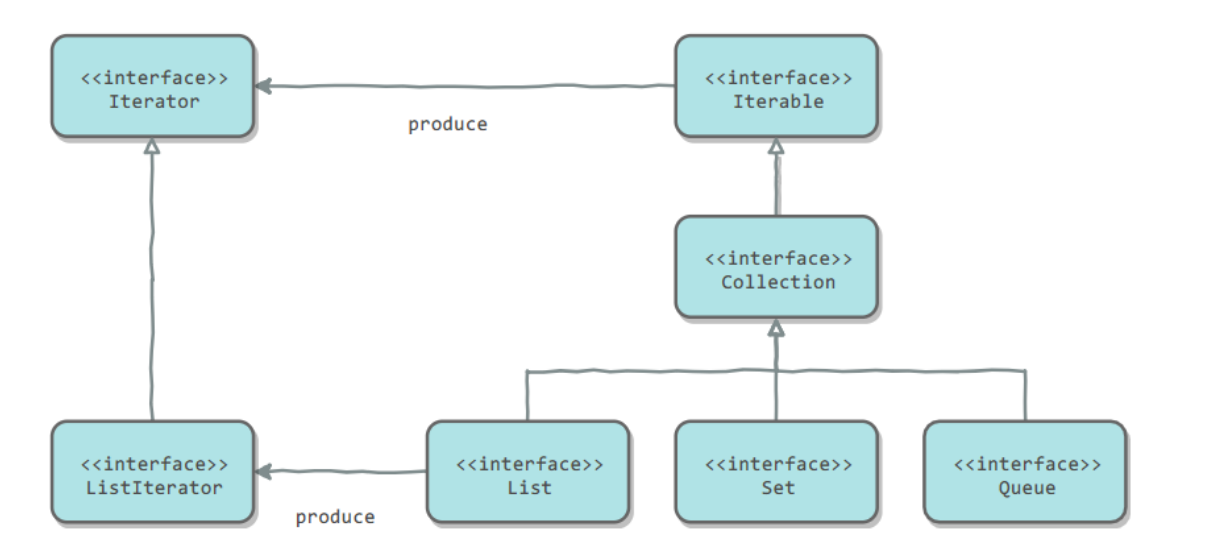 <<interface>>
Iterator
<<interface>>
Iterable
produce
<<interface>>
Collection
<<interface>>
ListIterator
<<interface>>
List
<<interface>>
Set
<<interface>>
Queue
produce